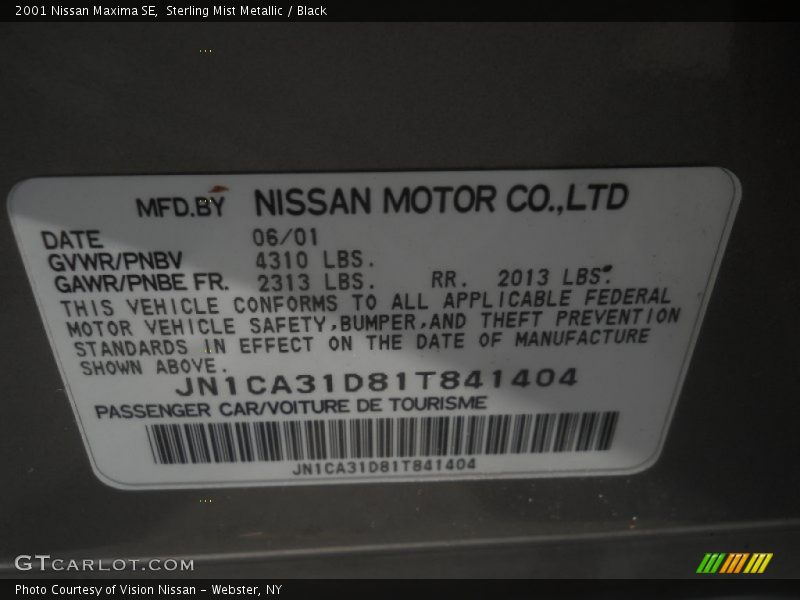 2001 Nissan Maxima SE, Sterling Mist Metallic / Black
MFD.BY NISSAN MOTOR CO.,LTD
DATE 06/01
GVWR/PNBV 4310 LBS.
GAWR/PNBE FR. 2313 LBS. RR. 2013 LBS.
THIS VEHICLE CONFORMS TO ALL APPLICABLE FEDERAL
MOTOR VEHICLE SAFETY,BUMPER,AND THEFT PREVENTION
STANDARDS IN EFFECT ON THE DATE OF MANUFACTURE
SHOWN ABOVE.
JN1CA31D81T841404
PASSENGER CAR/VOITURE DE TOURISME
JN1CA31D81T841404
GTCARLOT.COM
Photo Courtesy of Vision Nissan - Webster, NY